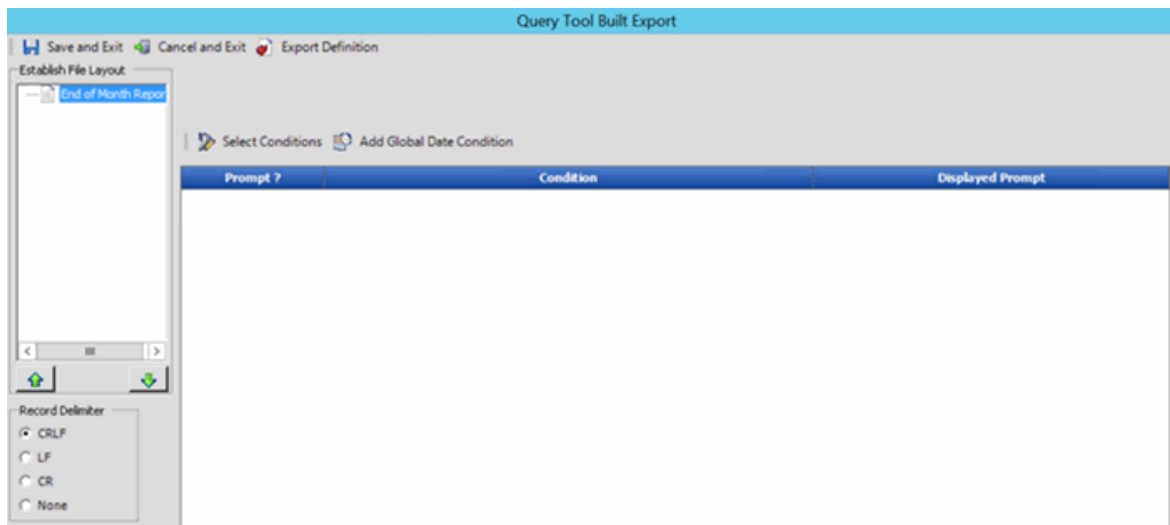 Query Tool Built Export
Save and Exit Cancel and Exit Export Definition
Establish File Layout
End of Month Repor
Select Conditions Add Global Date Condition
Prompt ? Condition Displayed Prompt
Record Delimiter
CRLF
LF
CR
None